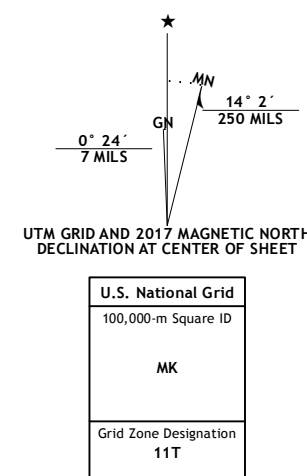 ★
MN
GN
14° 2´
250 MILS
0° 24´
7 MILS
UTM GRID AND 2017 MAGNETIC NORTH
DECLINATION AT CENTER OF SHEET
U.S. National Grid
100,000-m Square ID
MK
Grid Zone Designation
11T